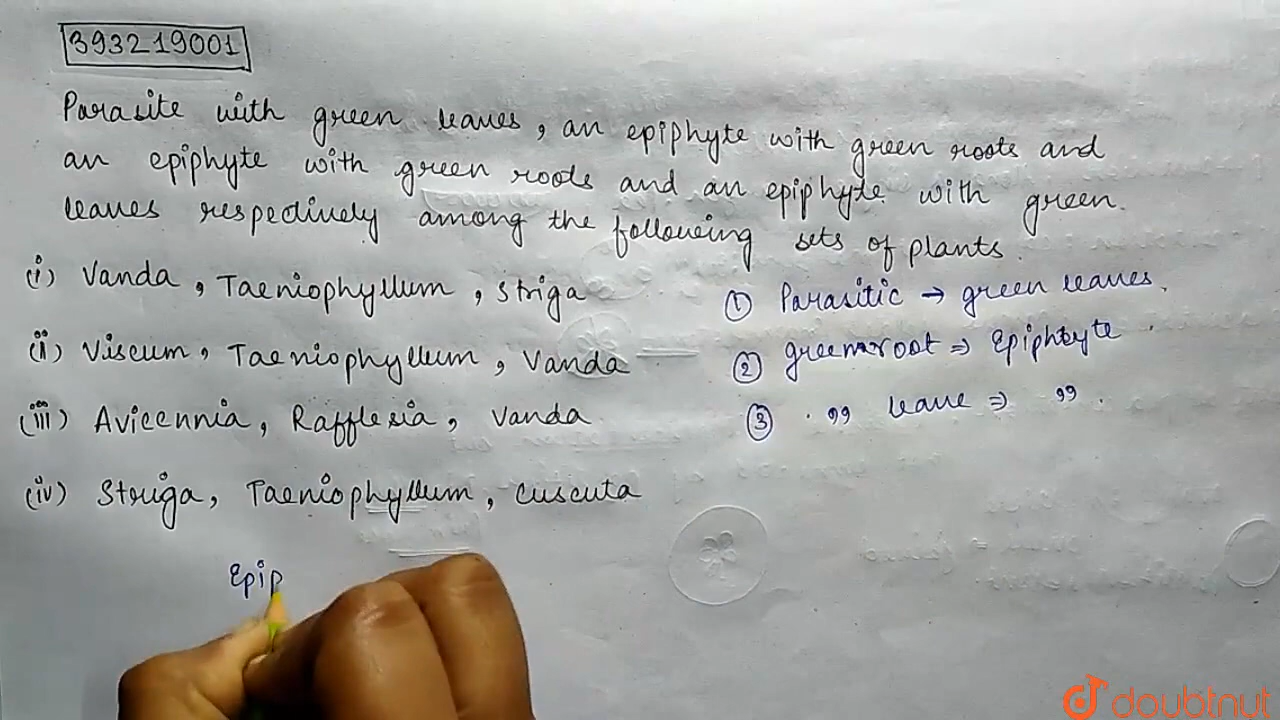 393219001
Parasite with green leaves, an epiphyte with green roots and
an epiphyte with green roots and an epiphyte with green
leaves respectively among the following sets of plants.
(i) Vanda, Taeniophyllum, Striga
(ii) Viscum, Taeniophyllum, Vanda
(iii) Avicennia, Rafflesia, Vanda
(iv) Striga, Taeniophyllum, Cuscuta
① Parasitic → green leaves.
② green root ⇒ Epiphyte.
③ " leave ⇒ ".
Epip
doubtnut